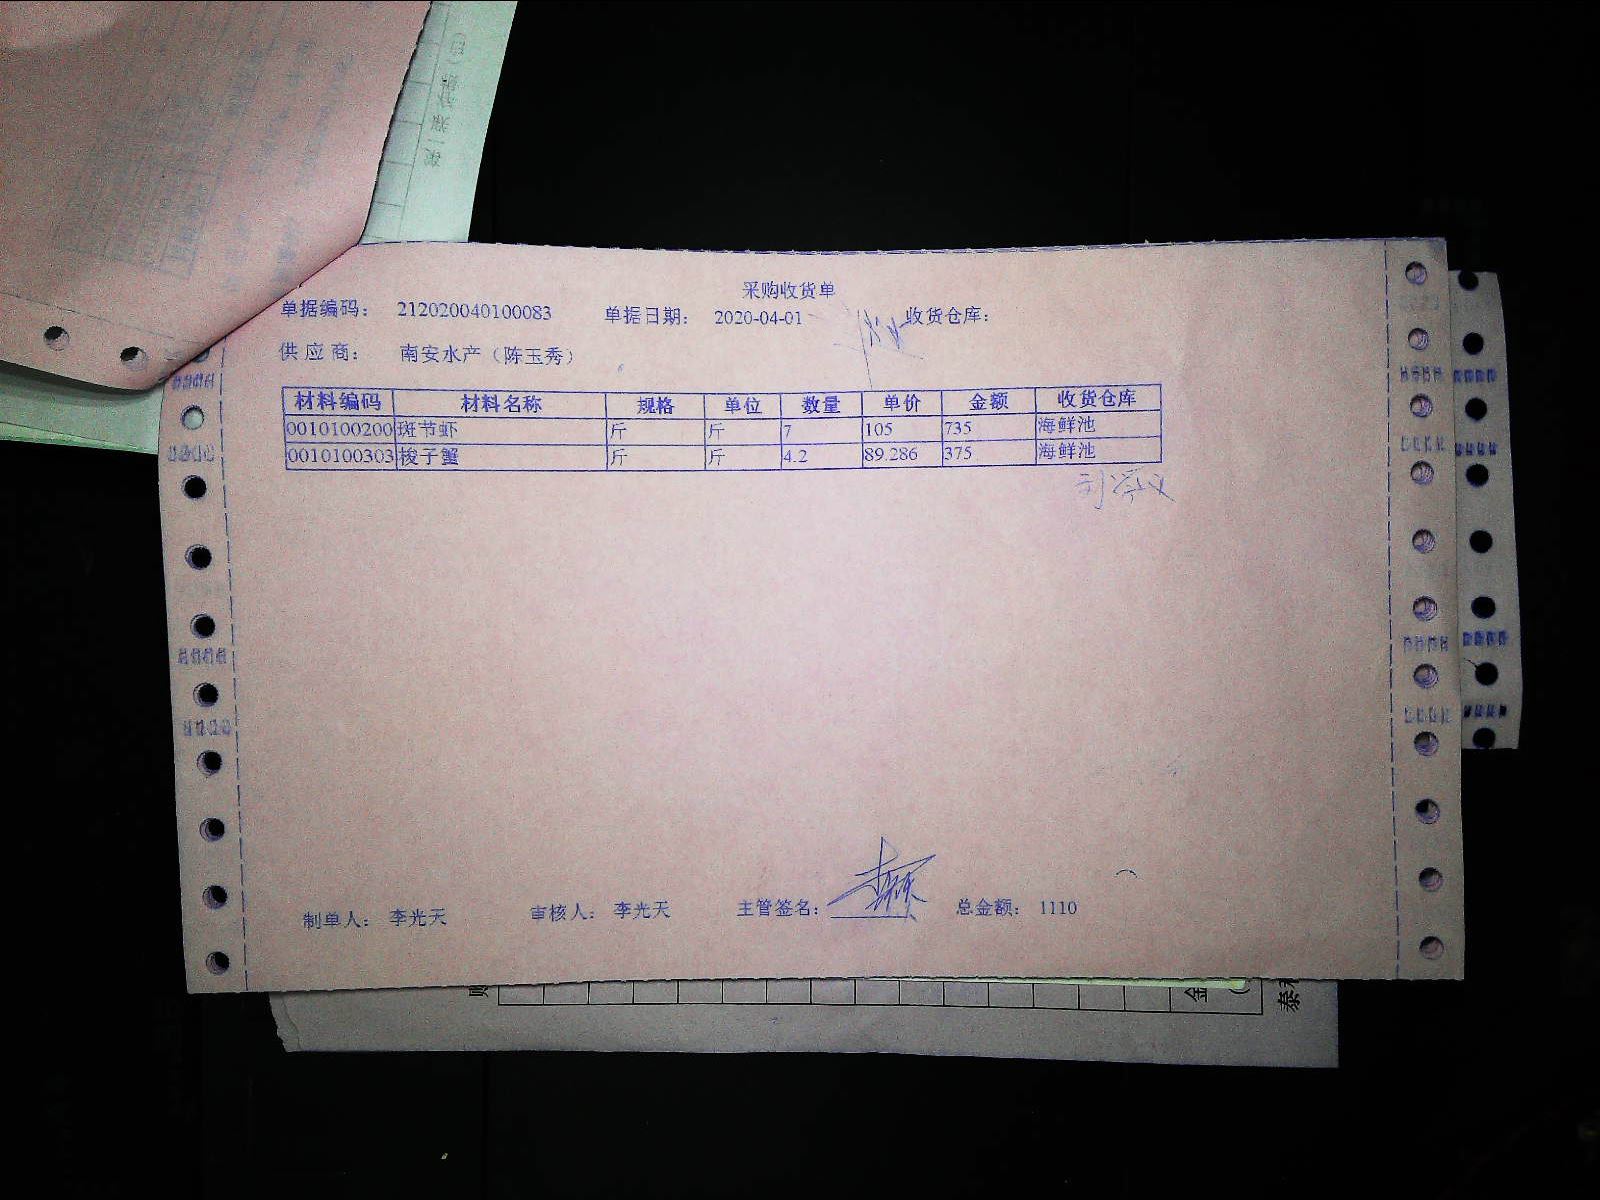 采购收货单
单据编码： 212020040100083 单据日期： 2020-04-01 收货仓库：
供应商： 南安水产（陈玉秀）
材料编码 材料名称 规格 单位 数量 单价 金额 收货仓库
0010100200 斑节虾 斤 斤 7 105 735 海鲜池
0010100303 梭子蟹 斤 斤 4.2 89.286 375 海鲜池
制单人： 李光天 审核人： 李光天 主管签名： 总金额： 1110